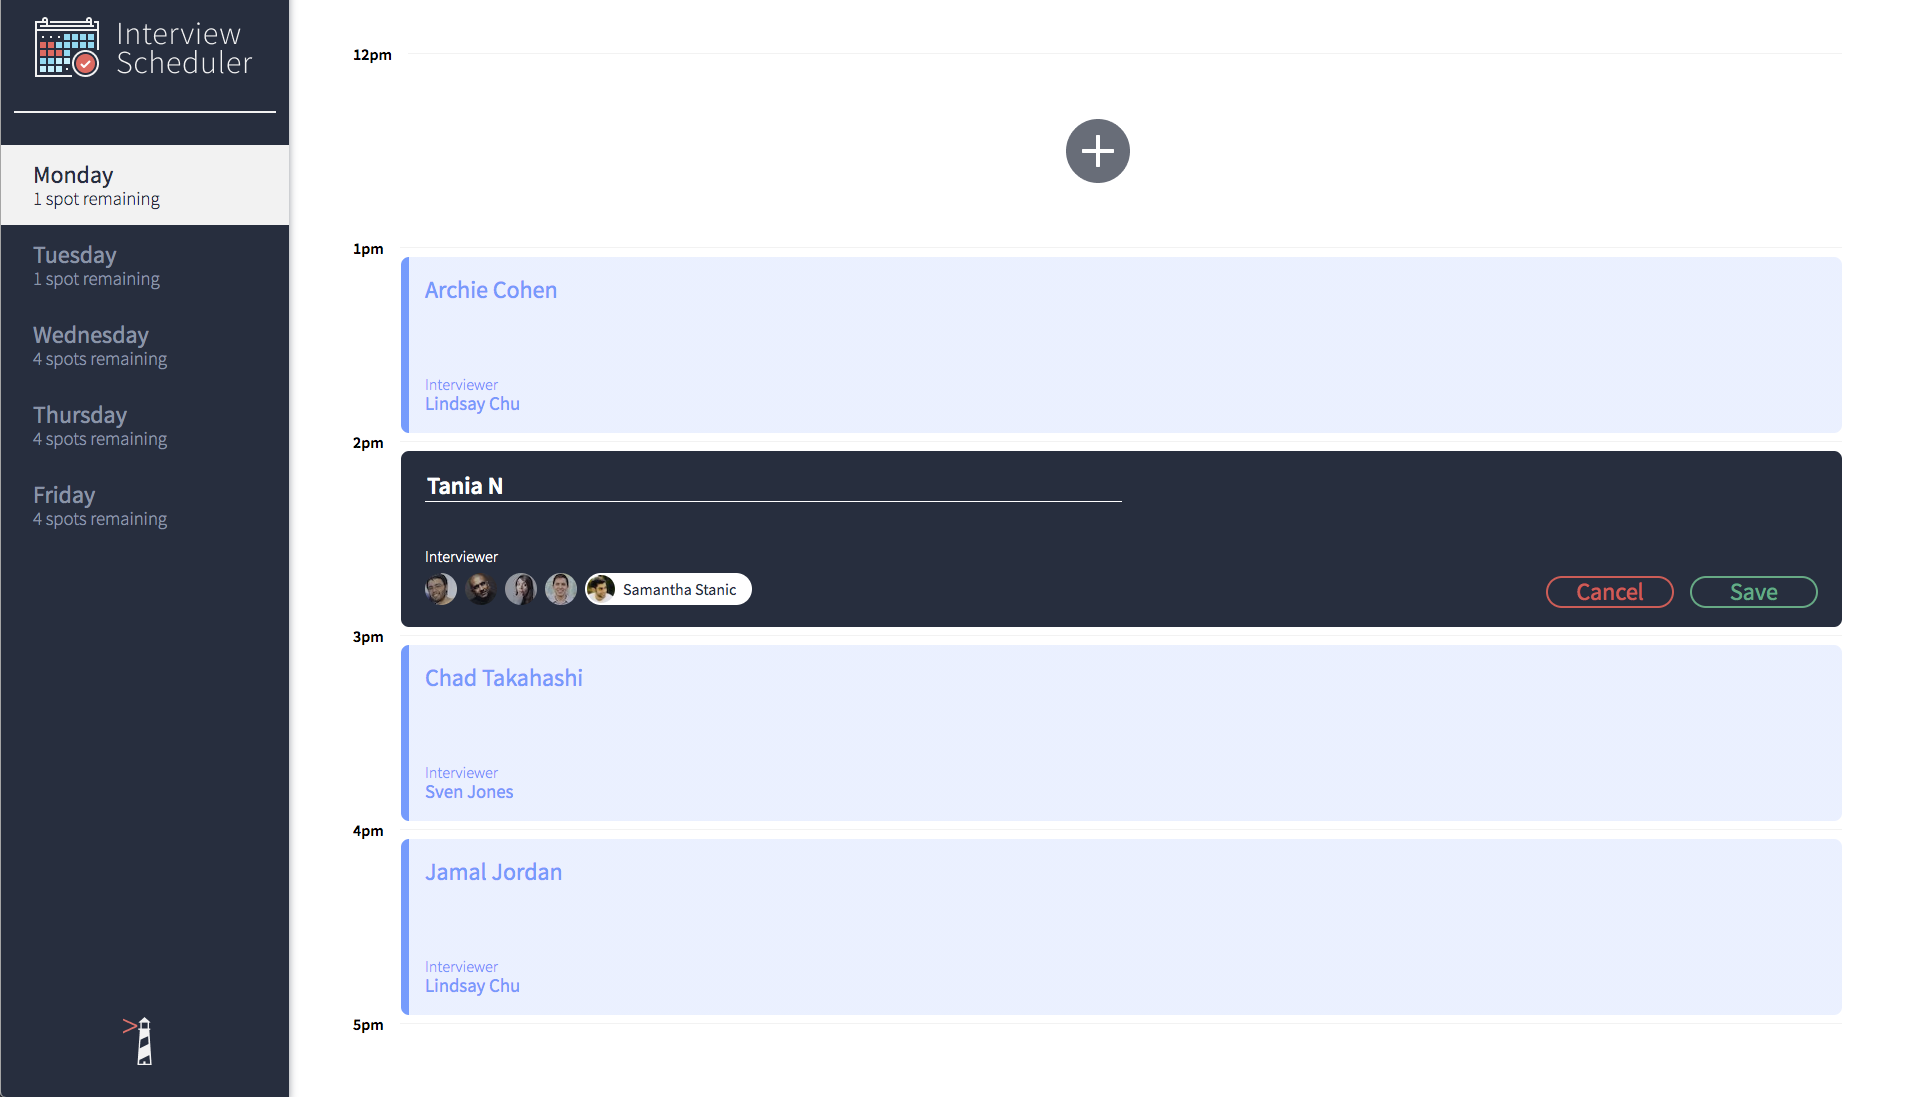 Interview
Scheduler
Monday
1 spot remaining
Tuesday
1 spot remaining
Wednesday
4 spots remaining
Thursday
4 spots remaining
Friday
4 spots remaining
12pm
1pm
Archie Cohen
Interviewer
Lindsay Chu
2pm
Tania N
Interviewer
Samantha Stanic
Cancel
Save
3pm
Chad Takahashi
Interviewer
Sven Jones
4pm
Jamal Jordan
Interviewer
Lindsay Chu
5pm